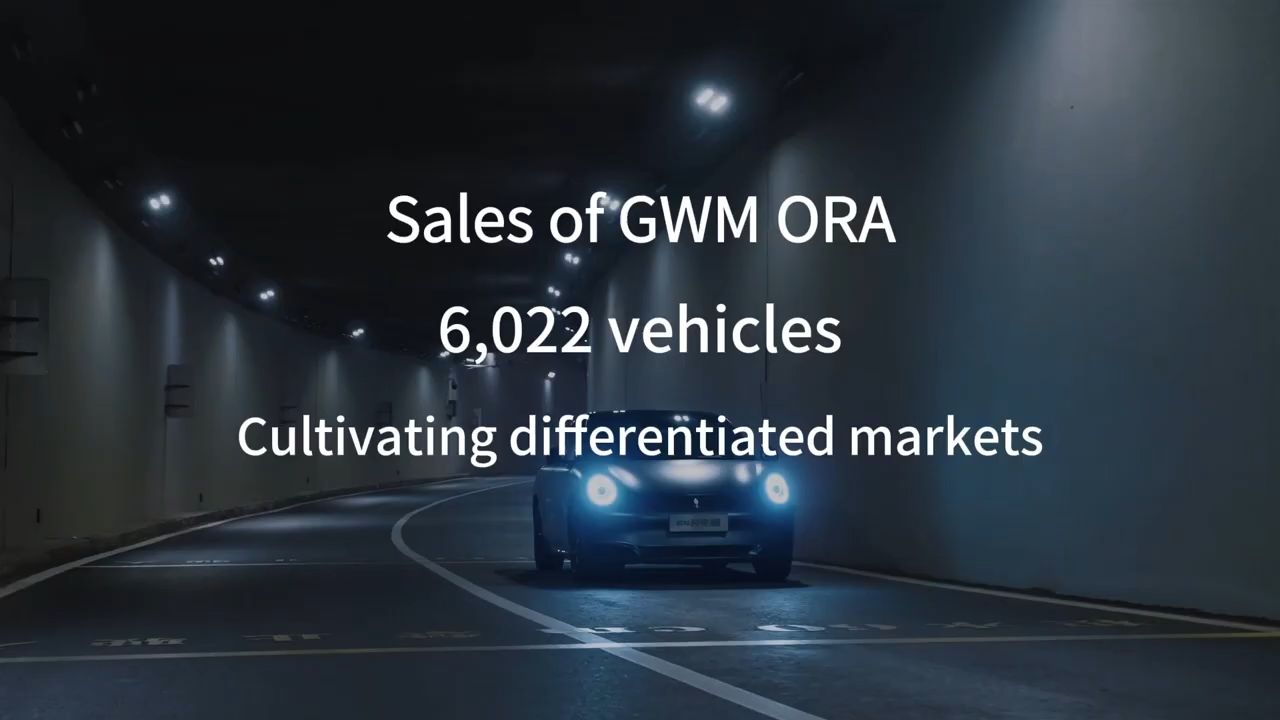 Sales of GWM ORA
6,022 vehicles
Cultivating differentiated markets